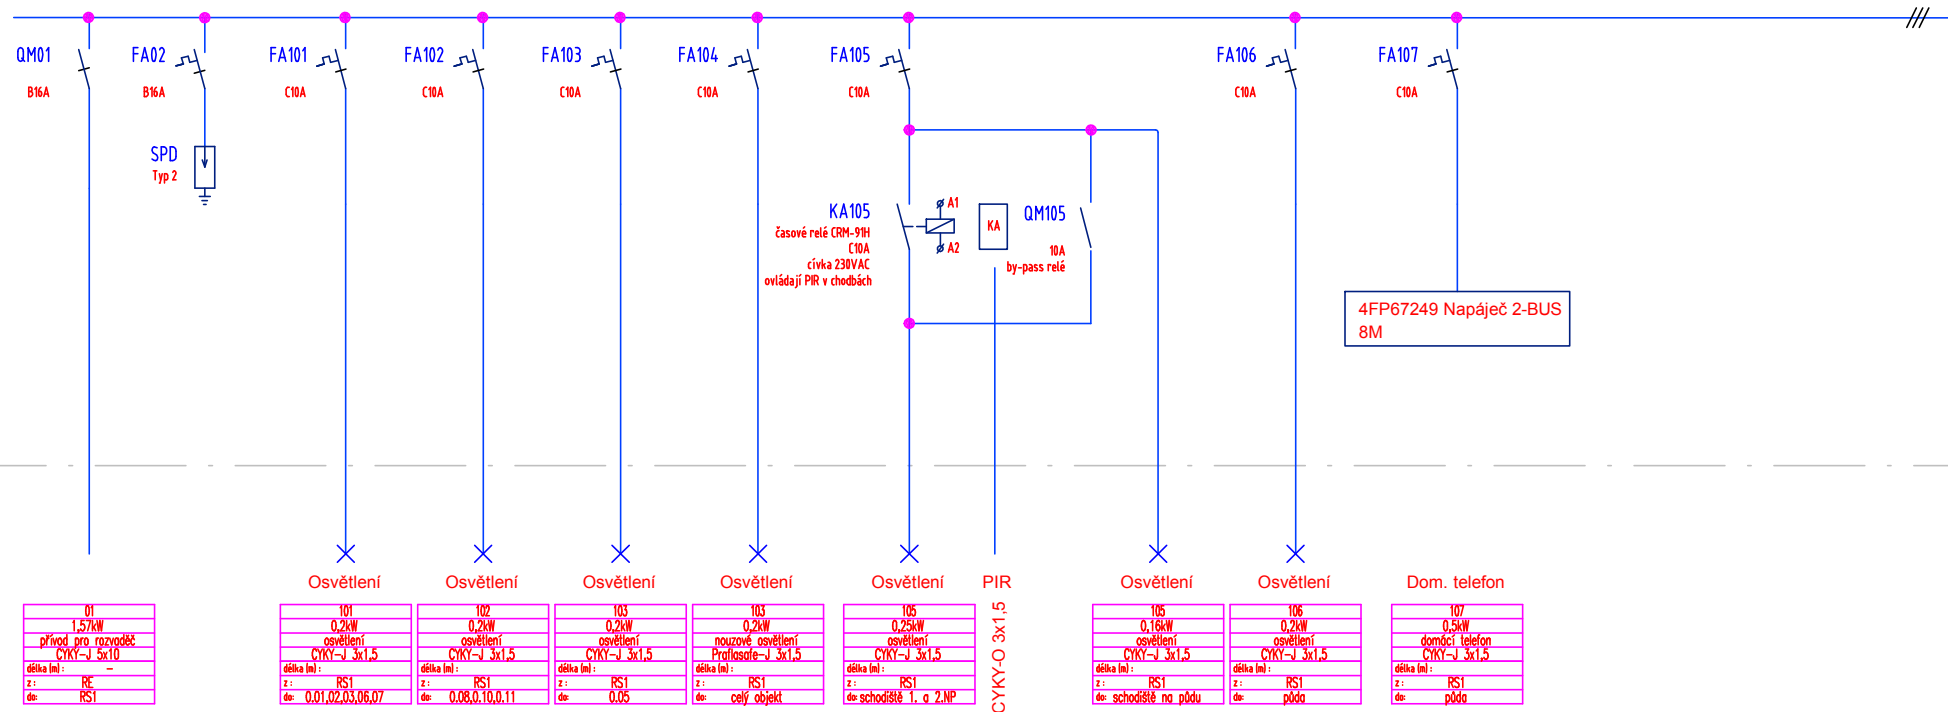 QM01
B16A
FA02
B16A
SPD
Typ 2
FA101
C10A
FA102
C10A
FA103
C10A
FA104
C10A
FA105
C10A
KA105
časové relé CRM-91H
C10A
cívka 230VAC
ovládají PIR v chodbách
A1
A2
KA
QM105
10A
by-pass relé
FA106
C10A
FA107
C10A
4FP67249 Napáječ 2-BUS
8M
01
1,57kW
přívod pro rozvaděč
CYKY-J 5x10
délka (m) : -
z : RE
do: RS1
Osvětlení
101
0,2kW
osvětlení
CYKY-J 3x1,5
délka (m) :
z : RS1
do: 0.01,02,03,06,07
Osvětlení
102
0,2kW
osvětlení
CYKY-J 3x1,5
délka (m) :
z : RS1
do: 0.08,0.10,0.11
Osvětlení
103
0,2kW
osvětlení
CYKY-J 3x1,5
délka (m) :
z : RS1
do: 0.05
Osvětlení
103
0,2kW
nouzové osvětlení
Praflasafe-J 3x1,5
délka (m) :
z : RS1
do: celý objekt
Osvětlení
105
0,25kW
osvětlení
CYKY-J 3x1,5
délka (m) :
z : RS1
do: schodiště 1. a 2.NP
PIR
CYKY-O 3x1,5
Osvětlení
105
0,16kW
osvětlení
CYKY-J 3x1,5
délka (m) :
z : RS1
do: schodiště na půdu
Osvětlení
106
0,2kW
osvětlení
CYKY-J 3x1,5
délka (m) :
z : RS1
do: půda
Dom. telefon
107
0,5kW
domácí telefon
CYKY-J 3x1,5
délka (m) :
z : RS1
do: půda